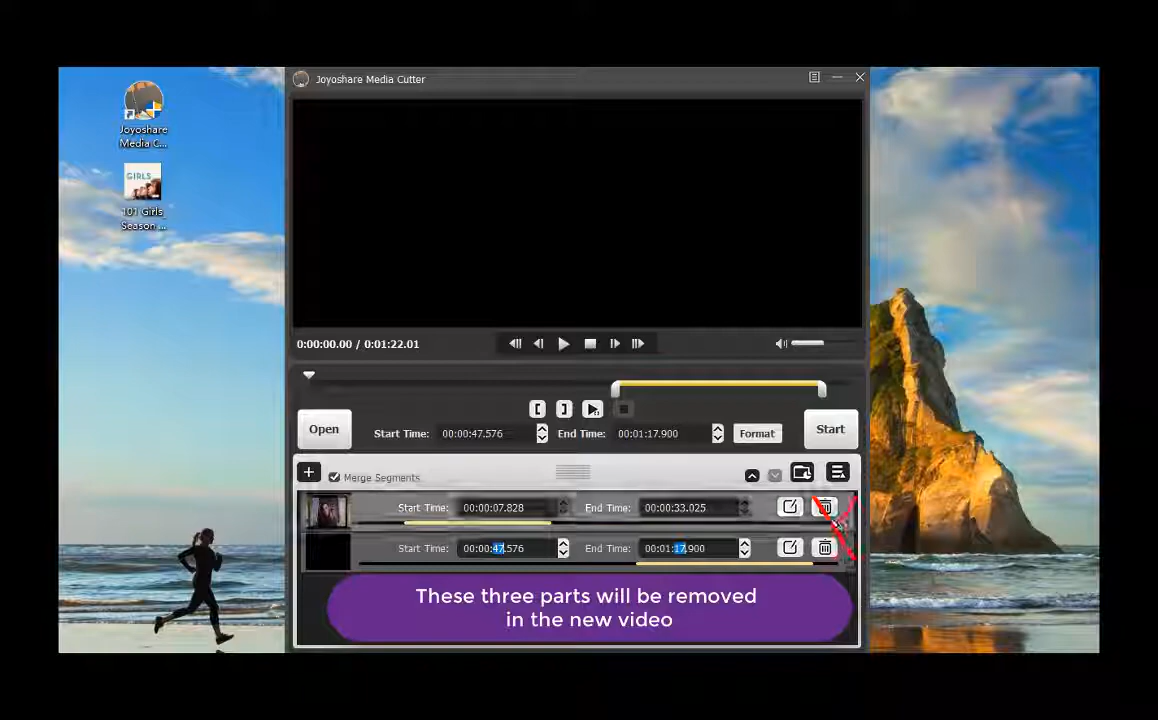 Joyoshare Media Cutter
Joyoshare
Media C...
GIRLS
101 Girls_
Season ...
0:00:00.00 / 0:01:22.01
Open
Start Time: 00:00:47.576 End Time: 00:01:17.900 Format
Start
Merge Segments
Start Time: 00:00:07.828 End Time: 00:00:33.025
Start Time: 00:00:47.576 End Time: 00:01:17.900
These three parts will be removed
in the new video